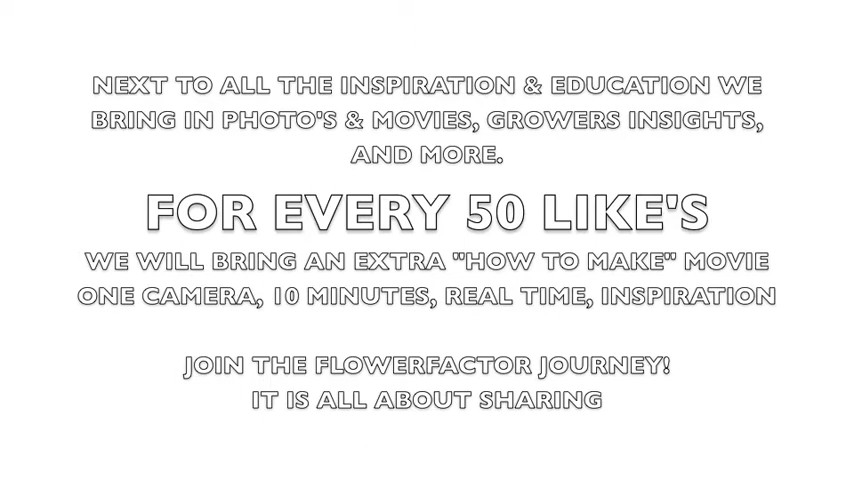 NEXT TO ALL THE INSPIRATION & EDUCATION WE
BRING IN PHOTO'S & MOVIES, GROWERS INSIGHTS,
AND MORE.
FOR EVERY 50 LIKE'S
WE WILL BRING AN EXTRA "HOW TO MAKE" MOVIE
ONE CAMERA, 10 MINUTES, REAL TIME, INSPIRATION
JOIN THE FLOWERFACTOR JOURNEY!
IT IS ALL ABOUT SHARING